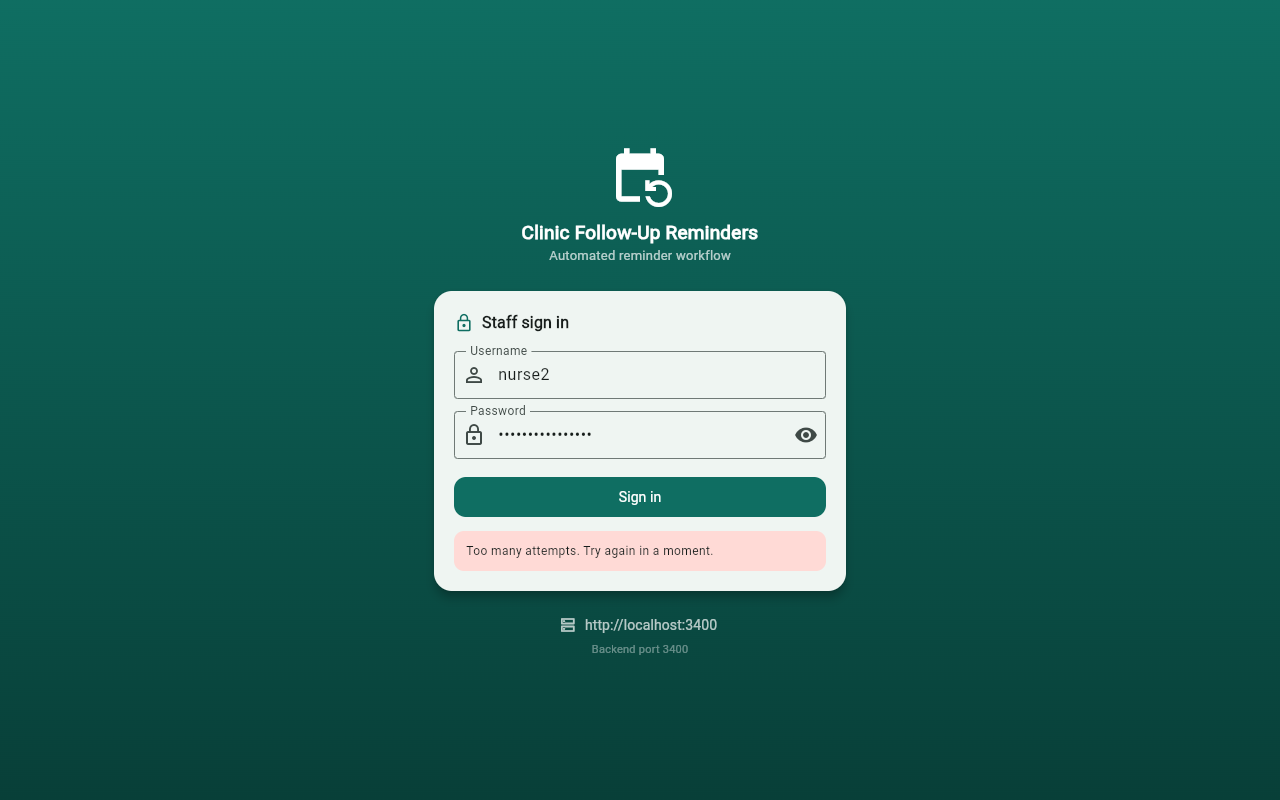 Clinic Follow-Up Reminders
Automated reminder workflow
Staff sign in
Username
nurse2
Password
••••••••••••••••
Sign in
Too many attempts. Try again in a moment.
http://localhost:3400
Backend port 3400